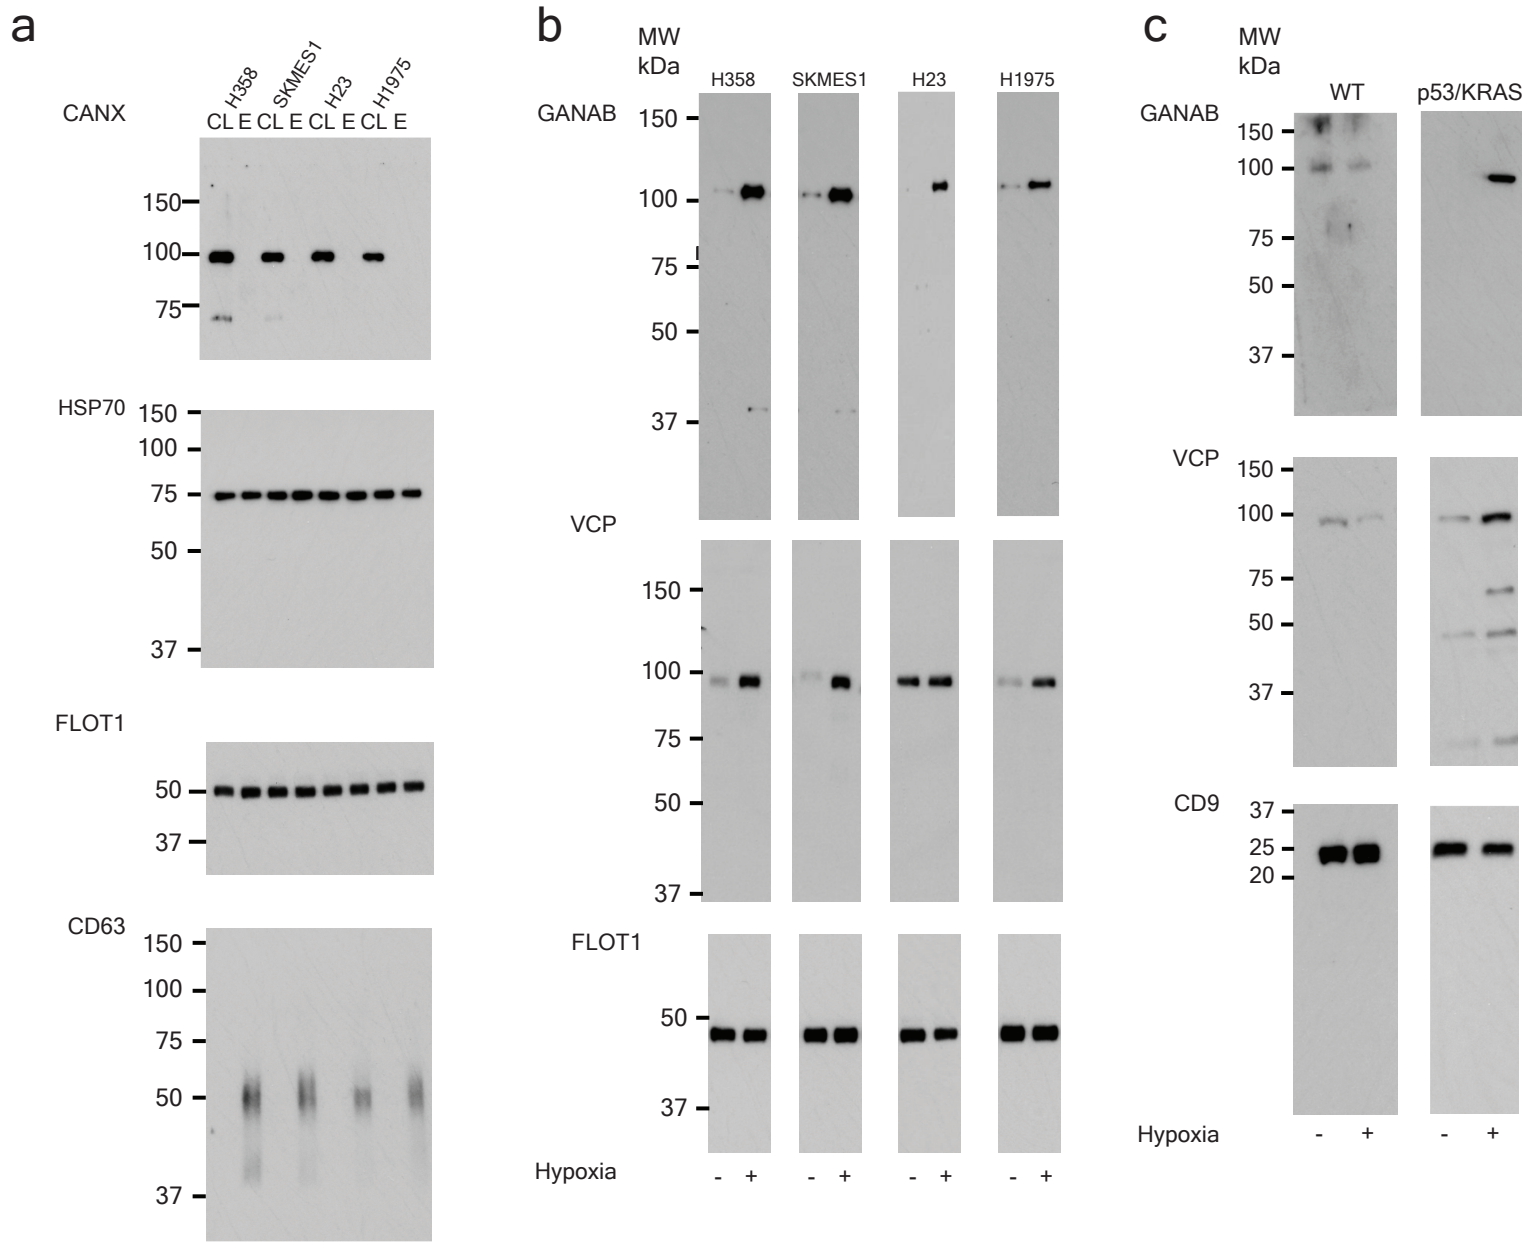 a
H358
SKMES1
H23
H1975
CL E CL E CL E CL E
CANX
150
100
75
HSP70
150
100
75
50
37
FLOT1
50
37
CD63
150
100
75
50
37
b
MW
kDa
H358 SKMES1 H23 H1975
GANAB
150
100
75
50
37
VCP
150
100
75
50
37
FLOT1
50
37
Hypoxia - + - + - + - +
c
MW
kDa
WT p53/KRAS
GANAB
150
100
75
50
37
VCP
150
100
75
50
37
CD9
37
25
20
Hypoxia - + - +